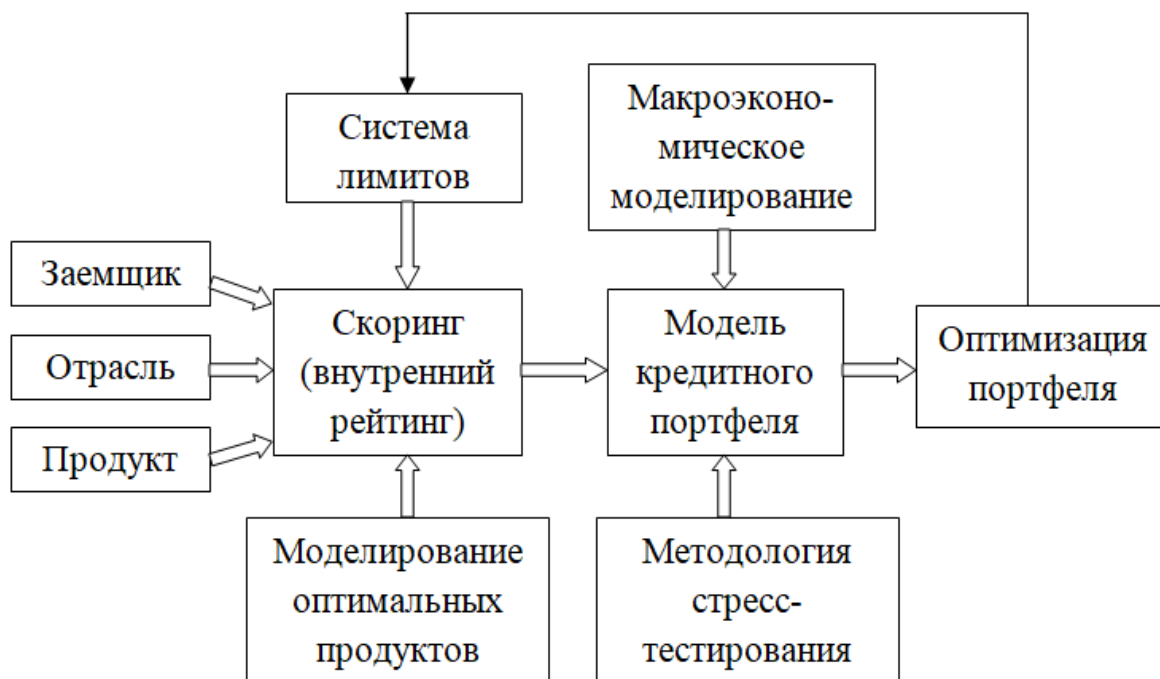 Система
лимитов
Макроэконо-
мическое
моделирование
Заемщик
Отрасль
Продукт
Скоринг
(внутренний
рейтинг)
Модель
кредитного
портфеля
Оптимизация
портфеля
Моделирование
оптимальных
продуктов
Методология
стресс-
тестирования